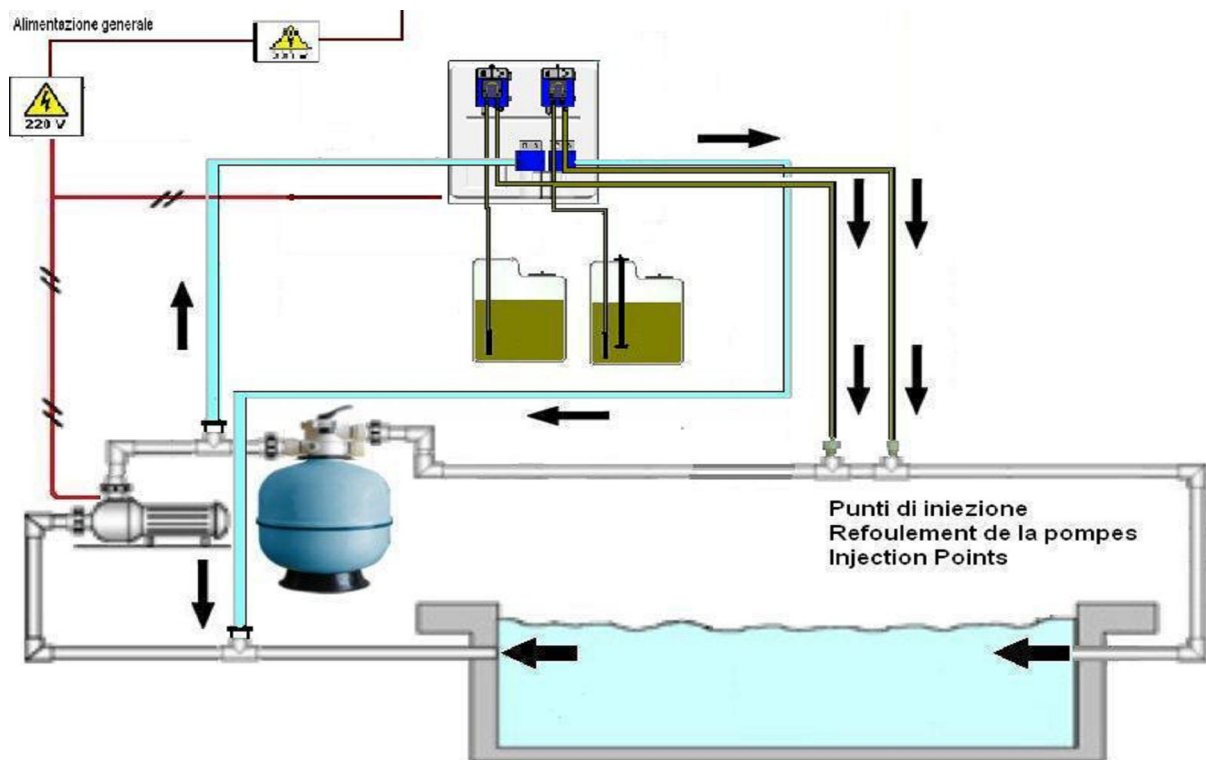 Alimentazione generale
220 V
Punti di iniezione
Refoulement de la pompes
Injection Points